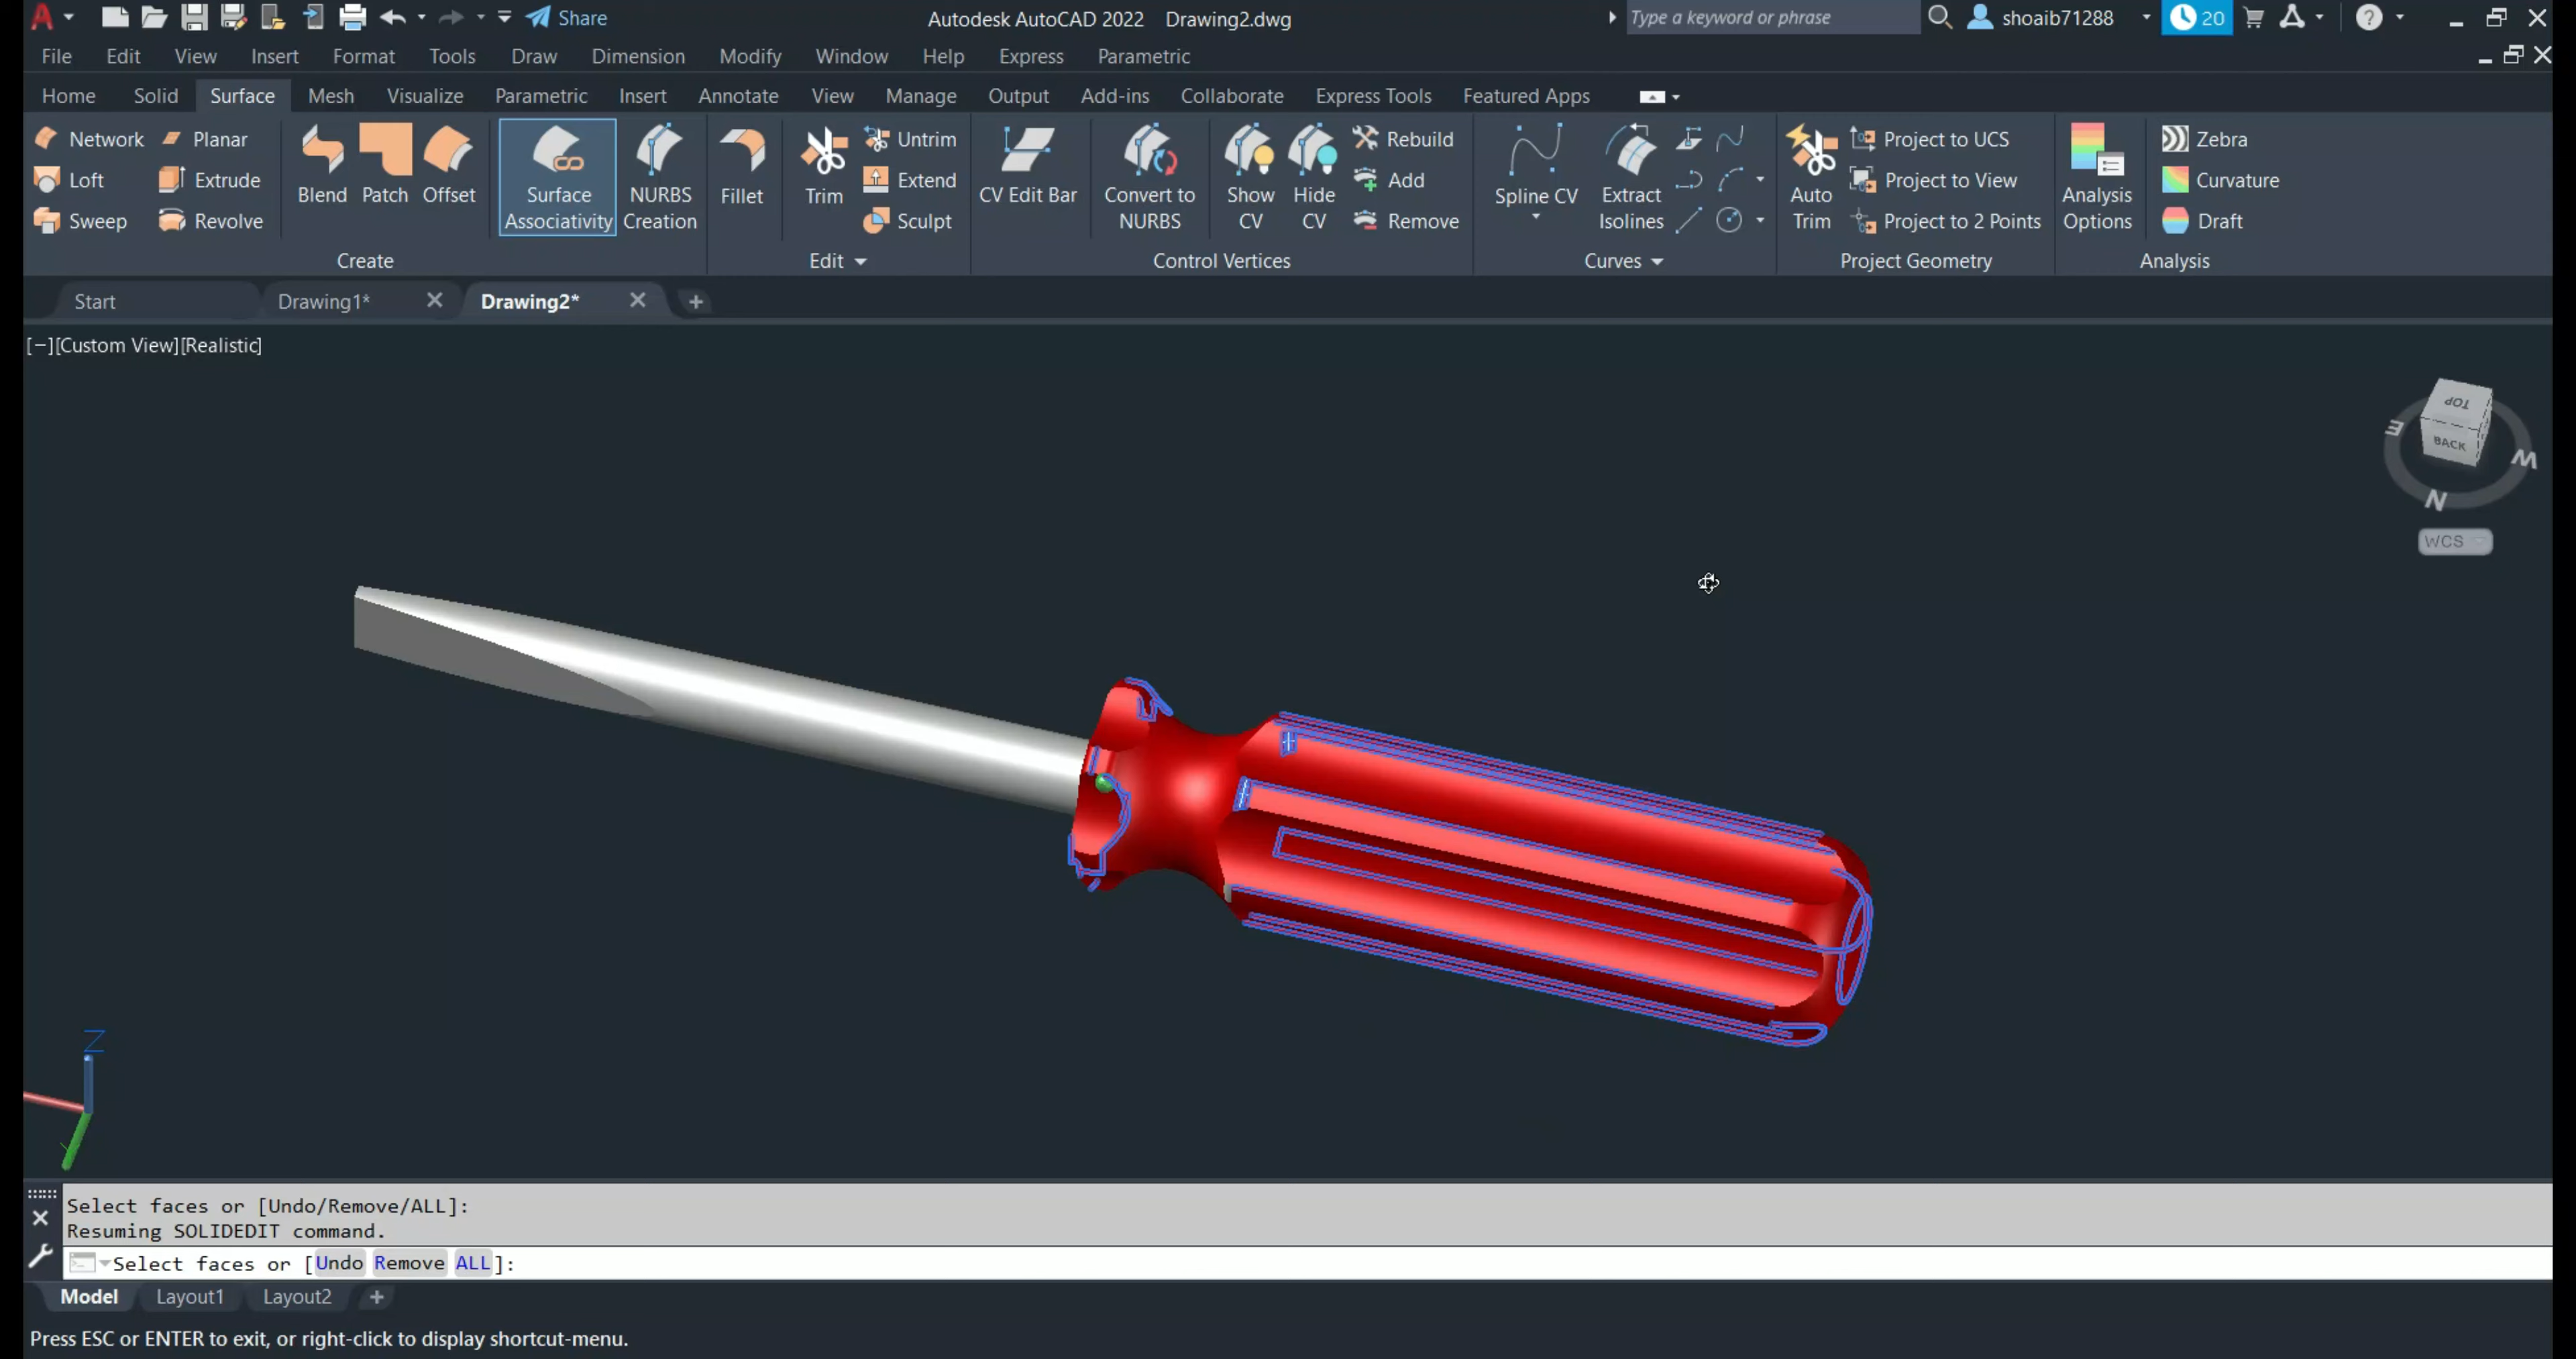 Share
Autodesk AutoCAD 2022 Drawing2.dwg
Type a keyword or phrase
shoaib71288
20
File Edit View Insert Format Tools Draw Dimension Modify Window Help Express Parametric
Home Solid Surface Mesh Visualize Parametric Insert Annotate View Manage Output Add-ins Collaborate Express Tools Featured Apps
Network Planar
Loft Extrude
Sweep Revolve
Blend Patch Offset
Surface Associativity
NURBS Creation
Fillet
Trim
Untrim
Extend
Sculpt
CV Edit Bar
Convert to NURBS
Show CV
Hide CV
Rebuild
Add
Remove
Spline CV
Extract Isolines
Auto Trim
Project to UCS
Project to View
Project to 2 Points
Analysis Options
Zebra
Curvature
Draft
Create Edit Control Vertices Curves Project Geometry Analysis
Start Drawing1* Drawing2*
[−][Custom View][Realistic]
TOP
BACK
E
W
N
WCS
Z
Select faces or [Undo/Remove/ALL]:
Resuming SOLIDEDIT command.
Select faces or [Undo Remove ALL]:
Model Layout1 Layout2
Press ESC or ENTER to exit, or right-click to display shortcut-menu.